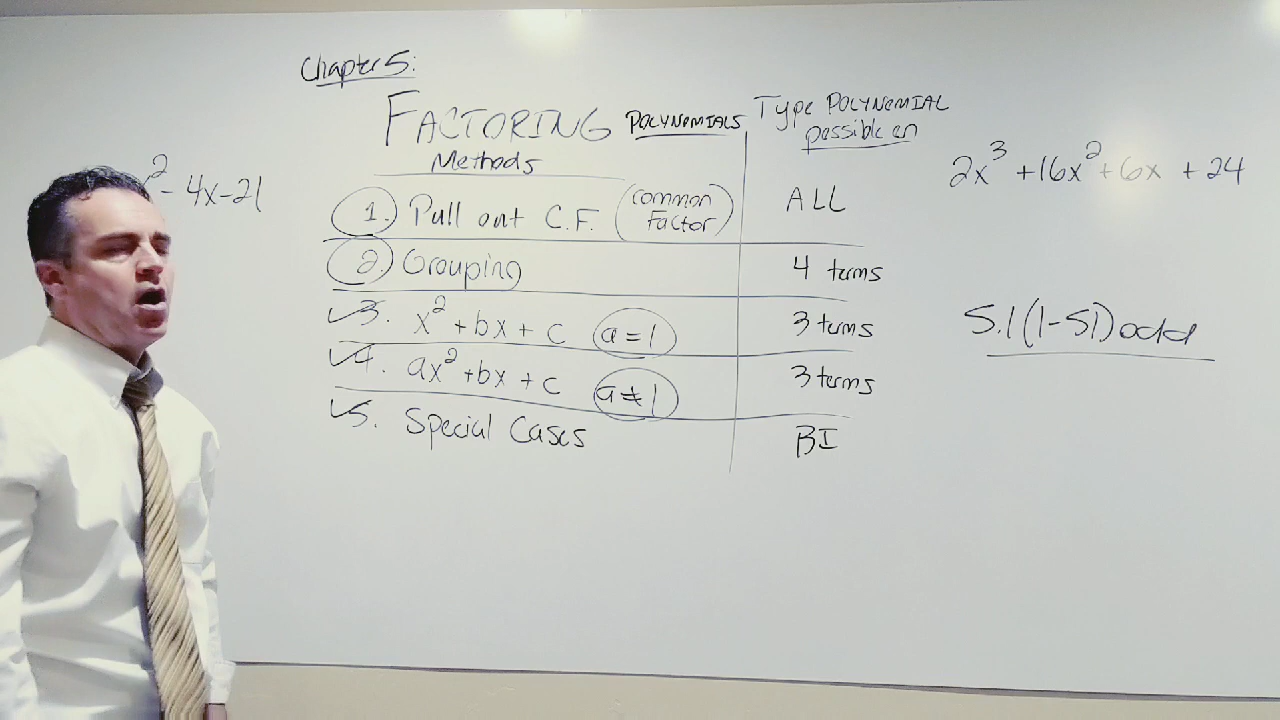 Chapter 5:
FACTORING POLYNOMIALS
Methods
Type POLYNOMIAL
possible on
1. Pull out C.F. (common Factor)
ALL
2 Grouping
4 terms
3. x² + bx + c a = 1
3 terms
4. ax² + bx + c a ≠ 1
3 terms
5. Special Cases
BI
² - 4x - 21
2x³ + 16x² + 6x + 24
5.1 (1-51) odd